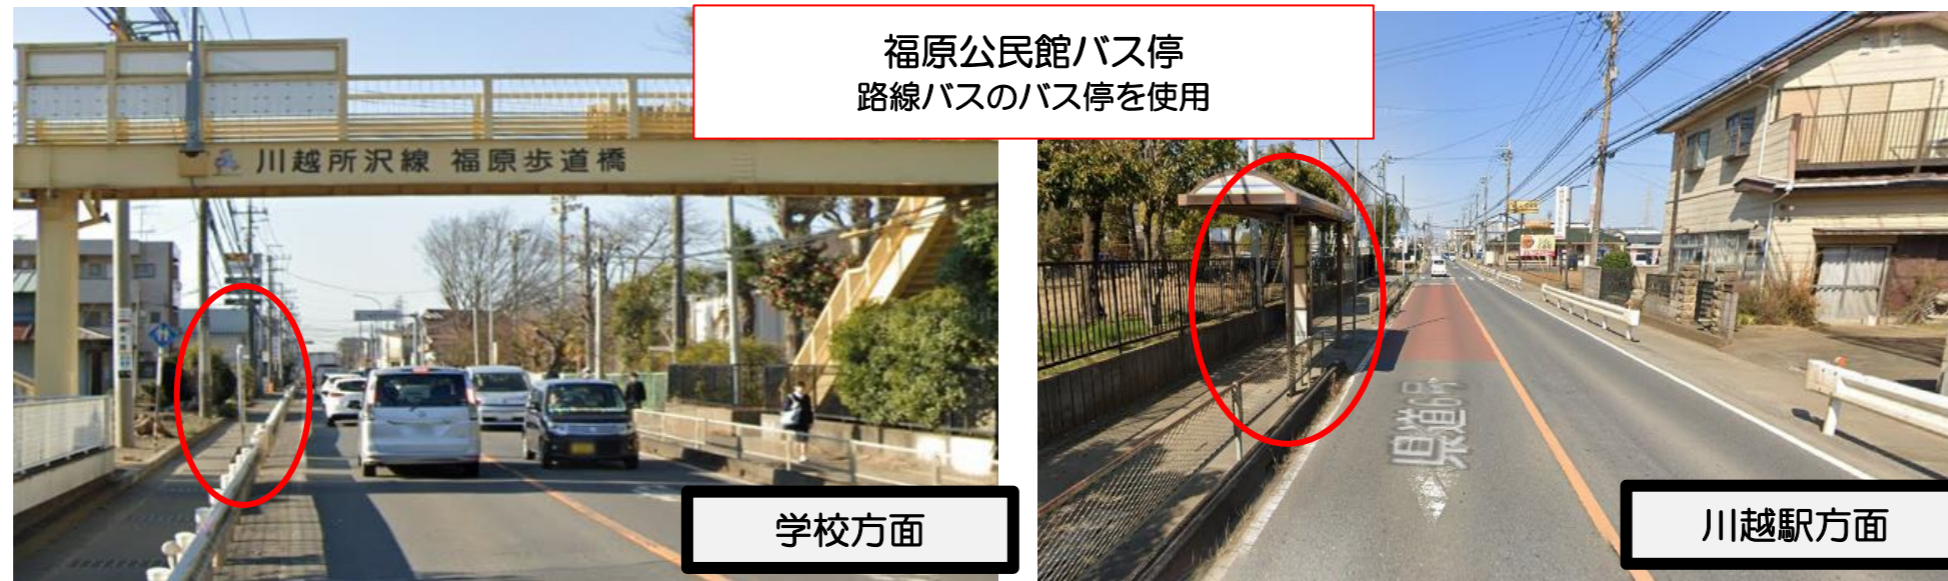 福原公民館バス停
路線バスのバス停を使用
川越所沢線 福原歩道橋
学校方面
県道6号
川越駅方面